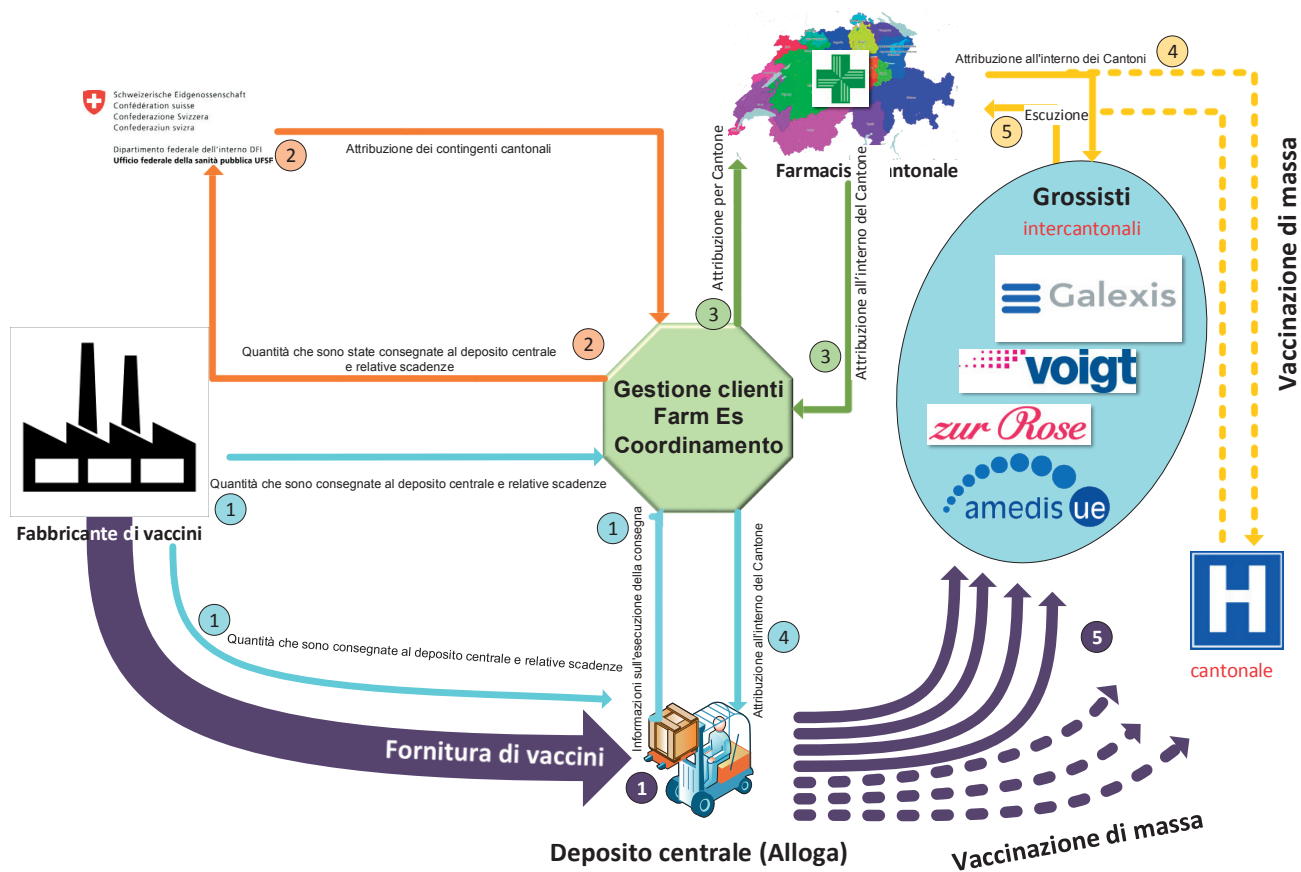 Schweizerische Eidgenossenschaft
Confédération suisse
Confederazione Svizzera
Confederaziun svizra
Dipartimento federale dell'interno DFI
Ufficio federale della sanità pubblica UFSP
2
Attribuzione dei contingenti cantonali
Farmacis antonale
Attribuzione all'interno dei Cantoni
4
5
Escuzione
Attribuzione per Cantone
3
Attribuzione all'interno del Cantone
3
Grossisti
intercantonali
Galexis
voigt
zur Rose
amedis ue
Vaccinazione di massa
H
cantonale
Quantità che sono state consegnate al deposito centrale
e relative scadenze
2
Gestione clienti
Farm Es
Coordinamento
Quantità che sono consegnate al deposito centrale e relative scadenze
1
Fabbricante di vaccini
1
Quantità che sono consegnate al deposito centrale e relative scadenze
1
Informazioni sull'esecuzione della consegna
Attribuzione all'interno del Cantone
4
5
Fornitura di vaccini
1
Deposito centrale (Alloga)
Vaccinazione di massa